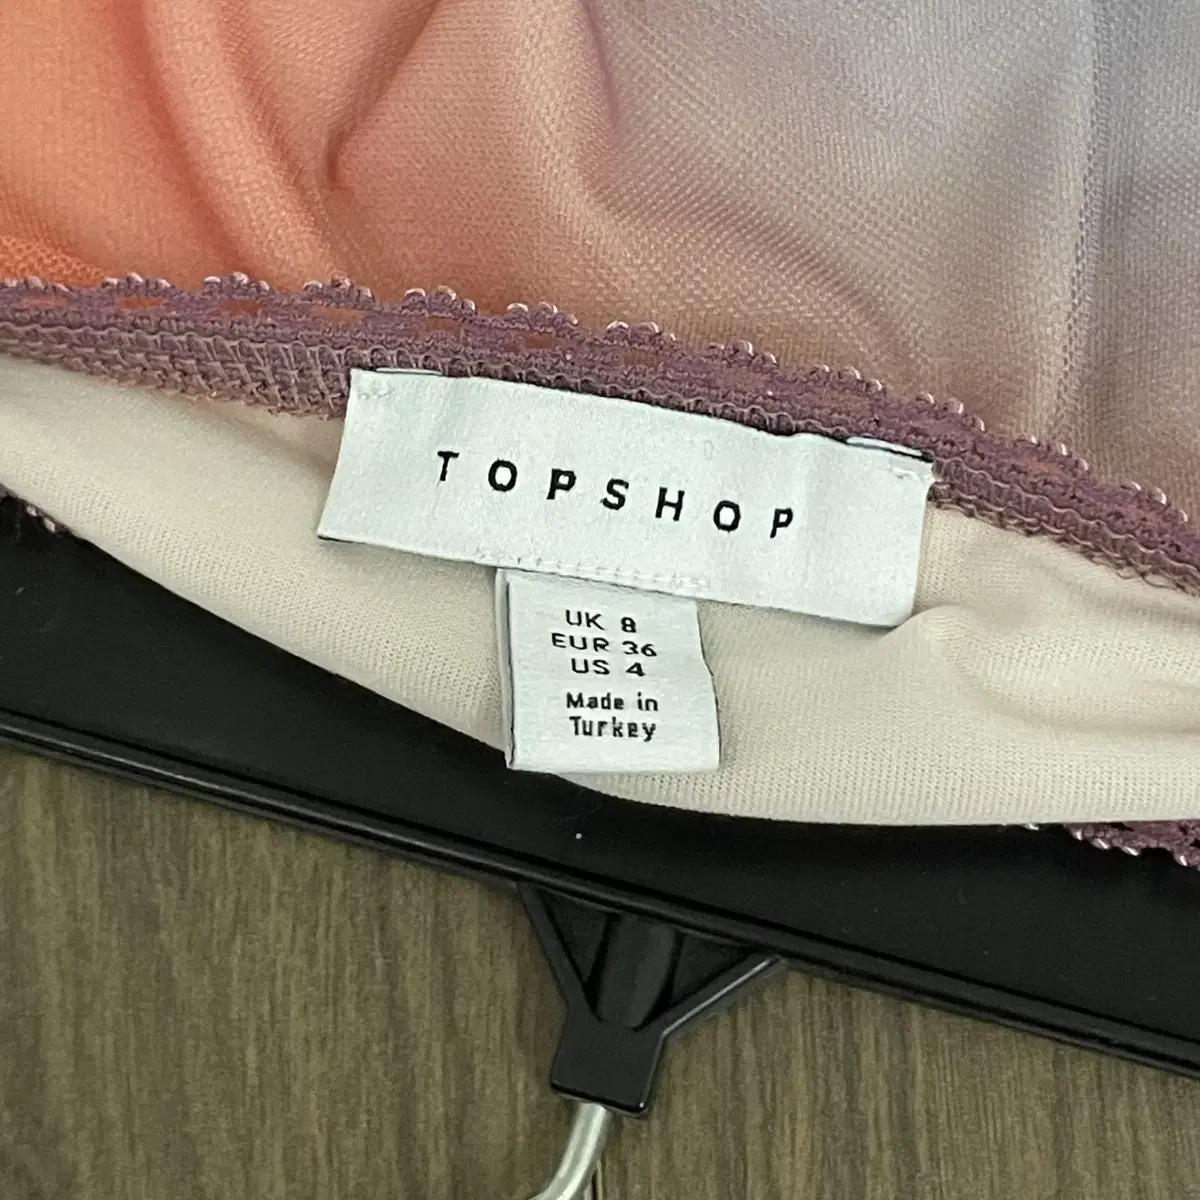 TOPSHOP
UK 8
EUR 36
US 4
Made in
Turkey